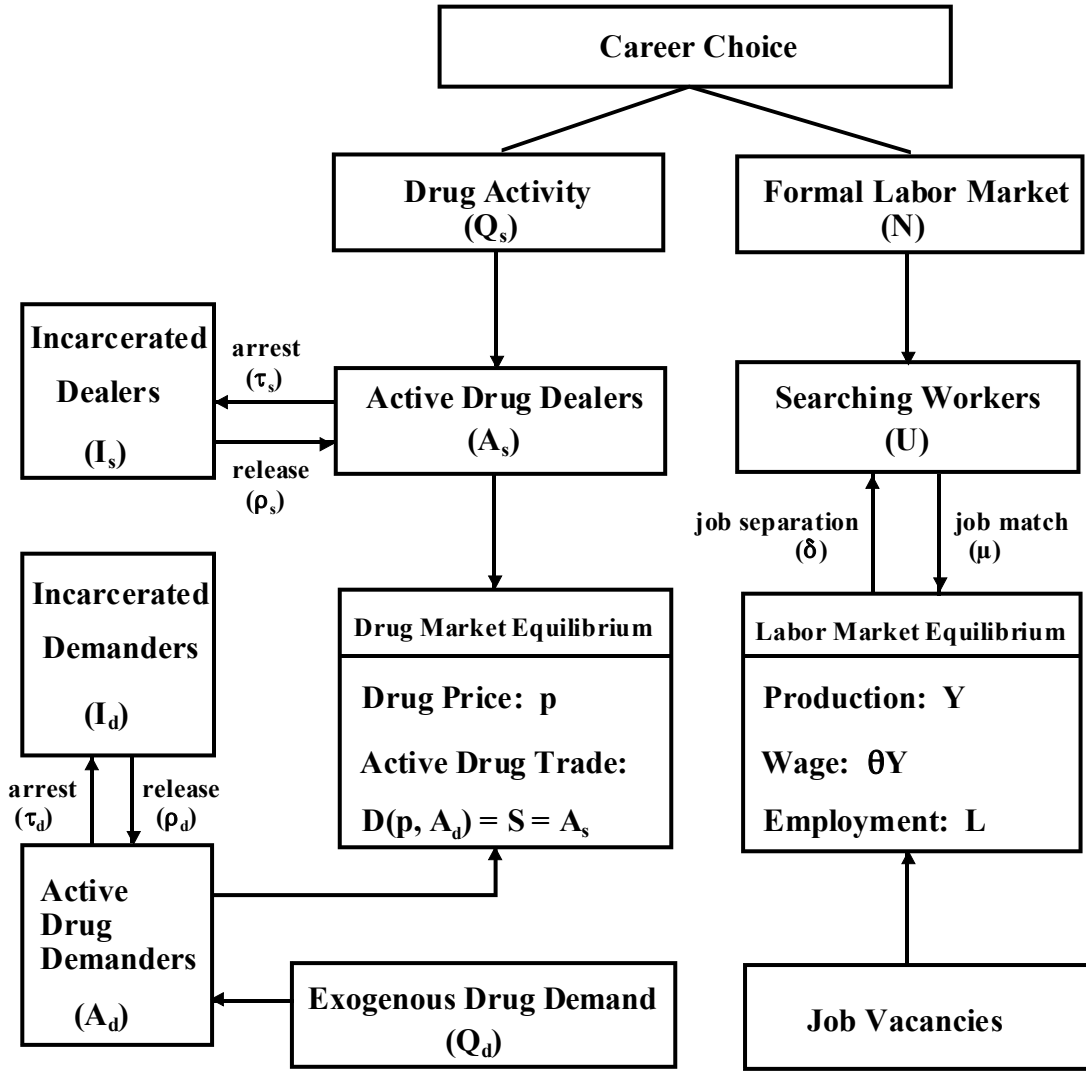 Career Choice
Drug Activity
(Qs)
Formal Labor Market
(N)
Incarcerated
Dealers
(Is)
arrest
(τs)
release
(ρs)
Active Drug Dealers
(As)
Searching Workers
(U)
job separation
(δ)
job match
(μ)
Incarcerated
Demanders
(Id)
arrest
(τd)
release
(ρd)
Drug Market Equilibrium
Drug Price: p
Active Drug Trade:
D(p, Ad) = S = As
Labor Market Equilibrium
Production: Y
Wage: θY
Employment: L
Active
Drug
Demanders
(Ad)
Exogenous Drug Demand
(Qd)
Job Vacancies